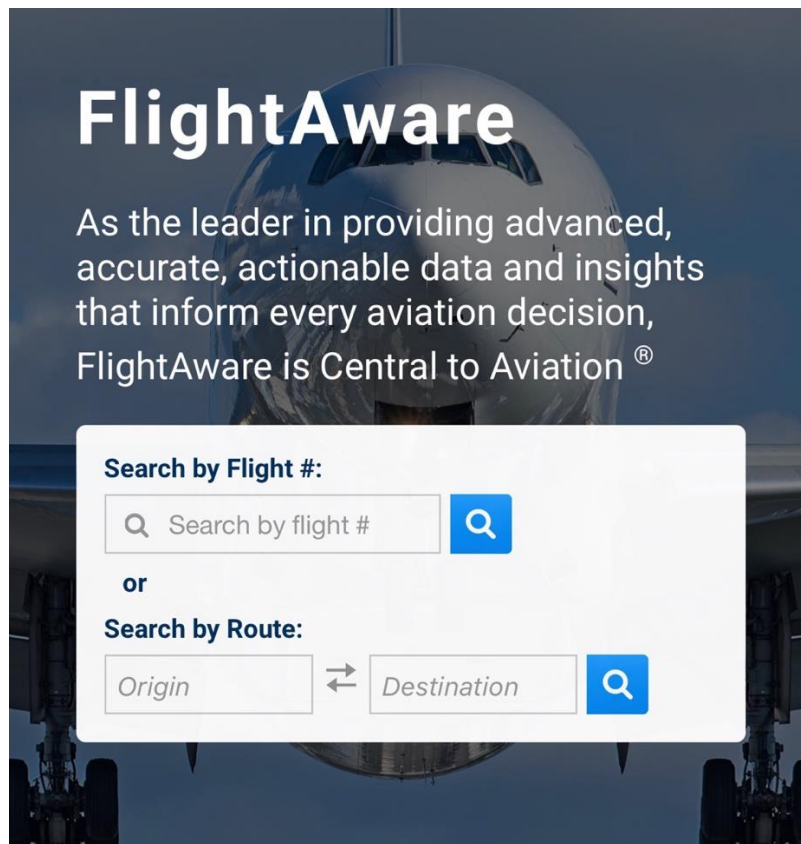 FlightAware
As the leader in providing advanced,
accurate, actionable data and insights
that inform every aviation decision,
FlightAware is Central to Aviation ®
Search by Flight #:
Search by flight #
or
Search by Route:
Origin
Destination